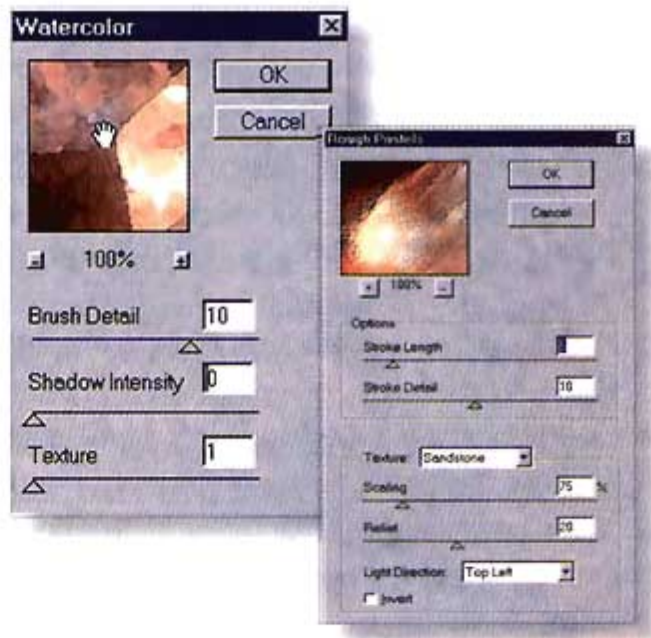 Watercolor
OK
Cancel
- 100% +
Brush Detail 10
Shadow Intensity 0
Texture 1
Rough Pastels
OK
Cancel
+ 100% -
Options
Stroke Length
Stroke Detail 10
Texture: Sandstone
Scaling 75 %
Relief 20
Light Direction: Top Left
Invert